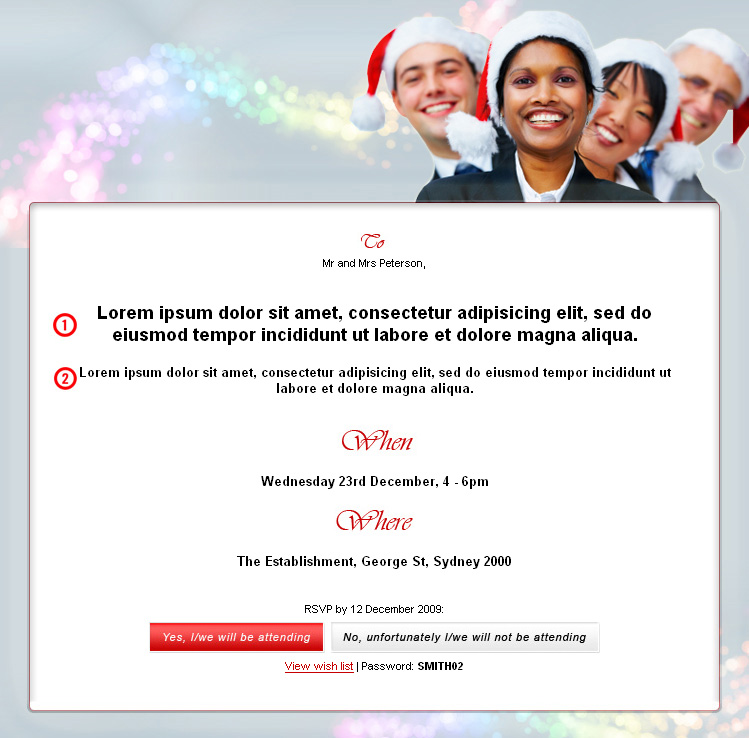 To
Mr and Mrs Peterson,
1 Lorem ipsum dolor sit amet, consectetur adipisicing elit, sed do
eiusmod tempor incididunt ut labore et dolore magna aliqua.
2 Lorem ipsum dolor sit amet, consectetur adipisicing elit, sed do eiusmod tempor incididunt ut
labore et dolore magna aliqua.
When
Wednesday 23rd December, 4 - 6pm
Where
The Establishment, George St, Sydney 2000
RSVP by 12 December 2009:
Yes, I/we will be attending No, unfortunately I/we will not be attending
View wish list | Password: SMITH02